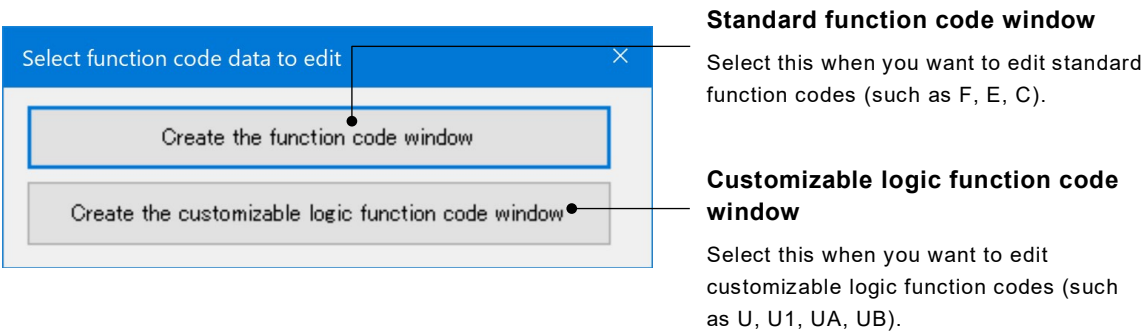 Select function code data to edit
Create the function code window
Create the customizable logic function code window
Standard function code window
Select this when you want to edit standard
function codes (such as F, E, C).
Customizable logic function code
window
Select this when you want to edit
customizable logic function codes (such
as U, U1, UA, UB).